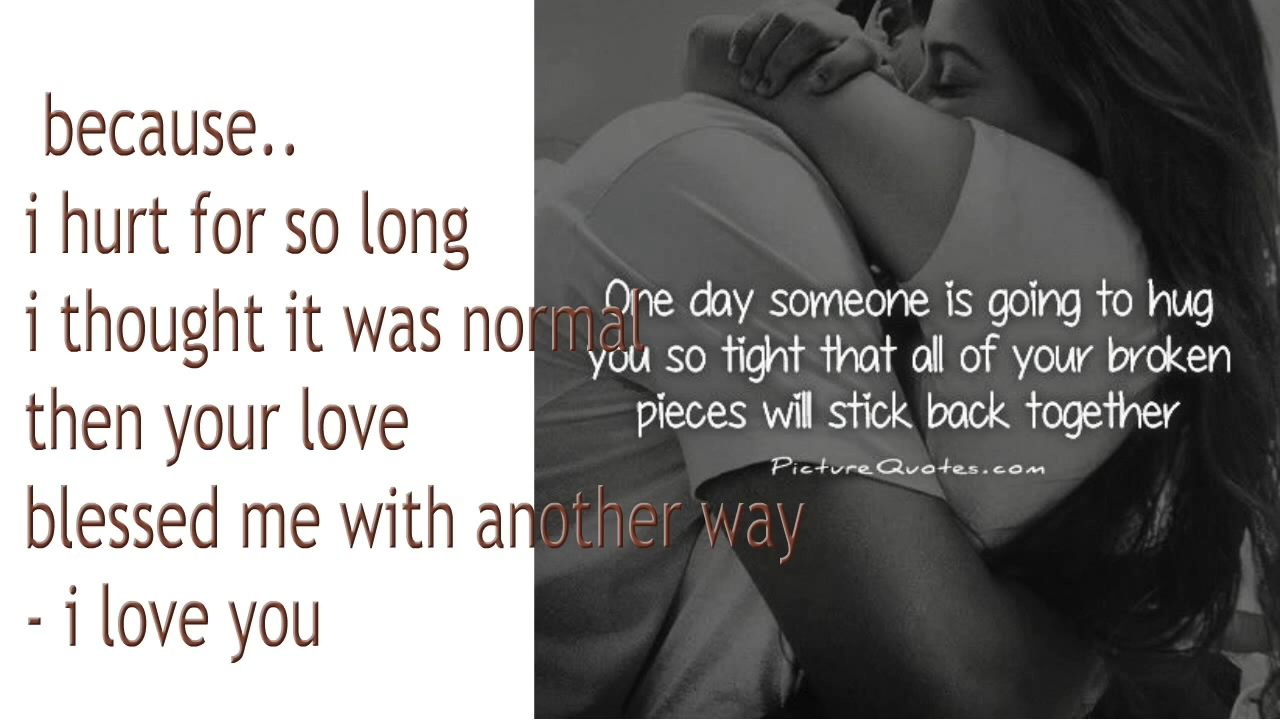 because..
i hurt for so long
i thought it was normal
then your love
blessed me with another way
- i love you
One day someone is going to hug
you so tight that all of your broken
pieces will stick back together
PictureQuotes.com